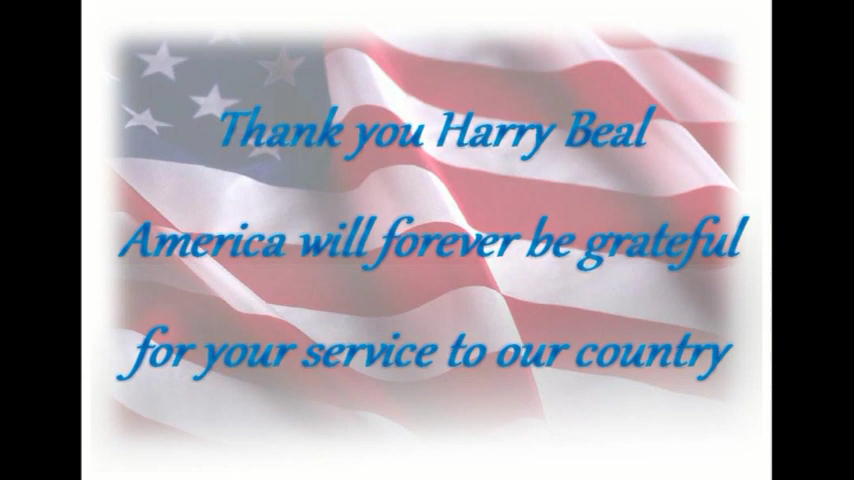 Thank you Harry Beal
America will forever be grateful
for your service to our country